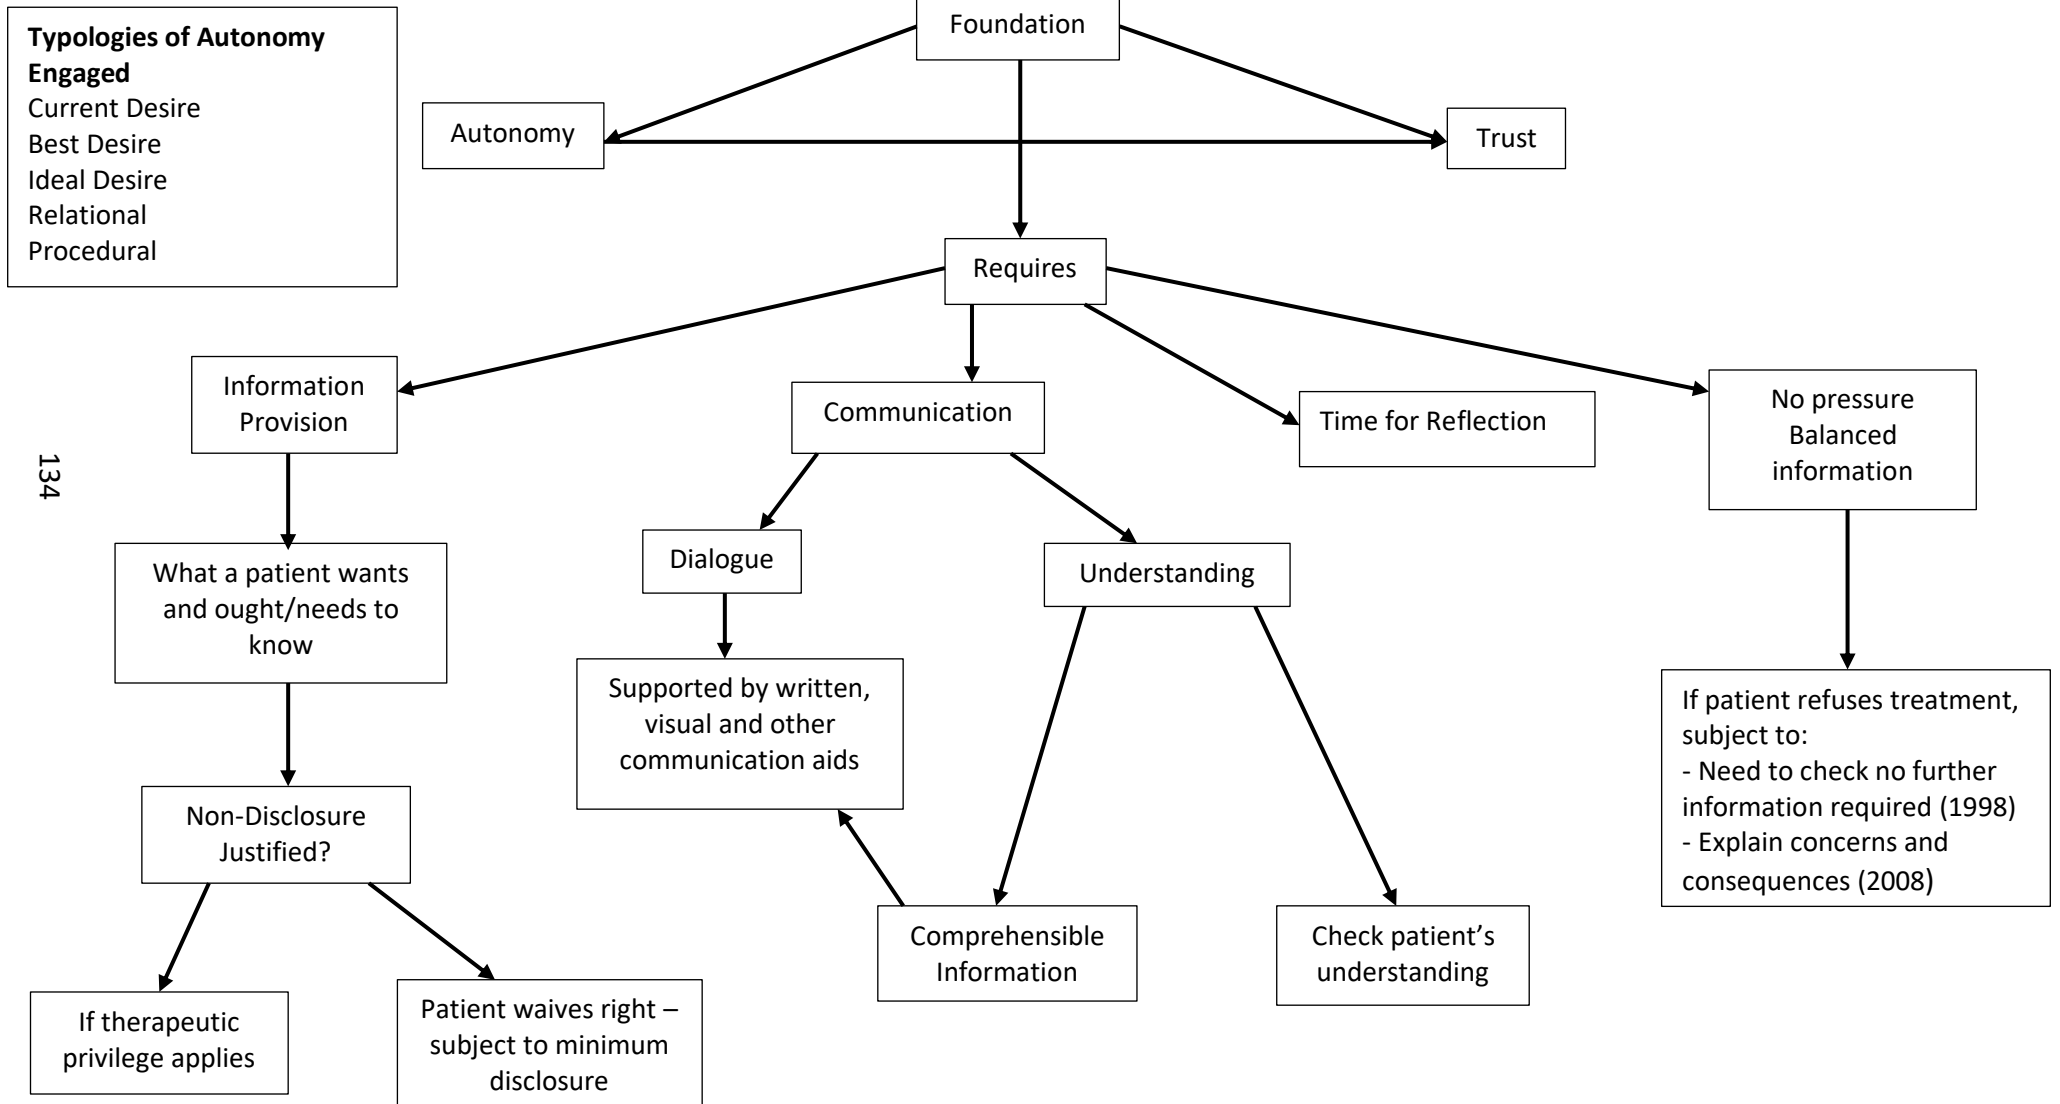 Typologies of Autonomy
Engaged
Current Desire
Best Desire
Ideal Desire
Relational
Procedural
Foundation
Autonomy
Trust
Requires
Information
Provision
Communication
Time for Reflection
No pressure
Balanced
information
134
What a patient wants
and ought/needs to
know
Dialogue
Understanding
Supported by written,
visual and other
communication aids
If patient refuses treatment,
subject to:
- Need to check no further
information required (1998)
- Explain concerns and
consequences (2008)
Non-Disclosure
Justified?
Comprehensible
Information
Check patient’s
understanding
If therapeutic
privilege applies
Patient waives right –
subject to minimum
disclosure